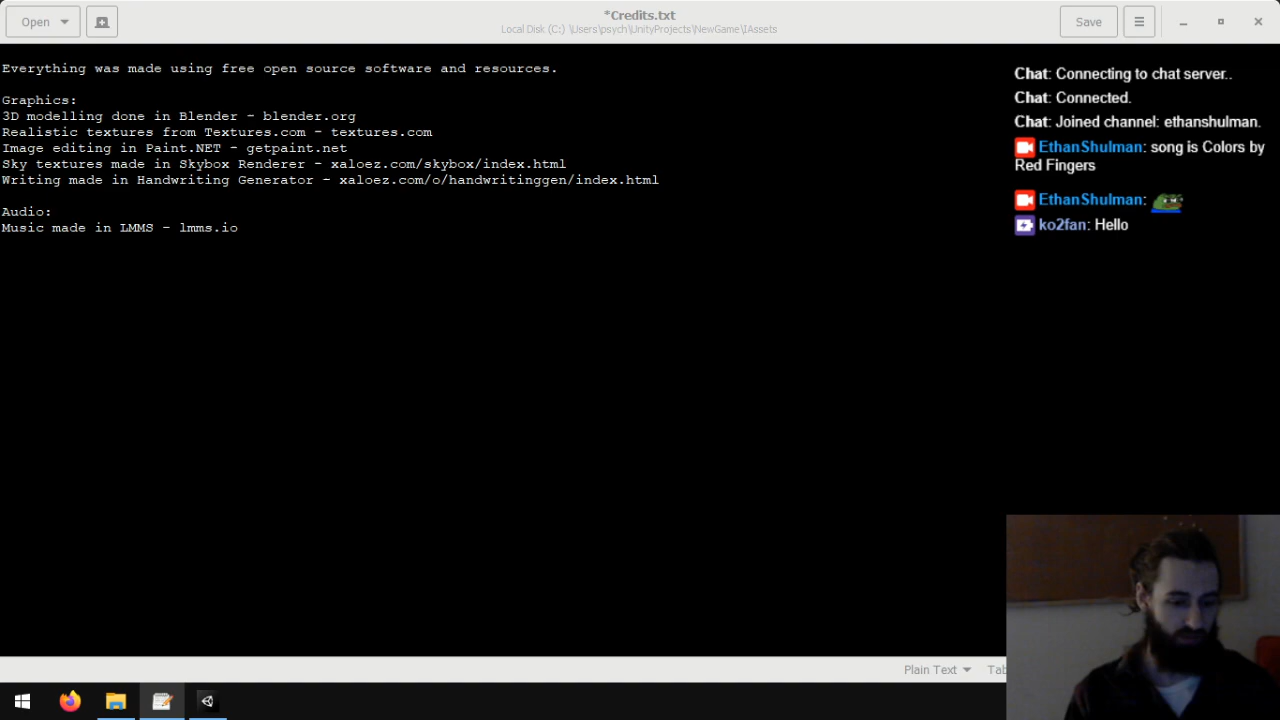 Open
*Credits.txt
Local Disk (C:) \Users\psych\UnityProjects\NewGame\IAssets
Save
Everything was made using free open source software and resources.
Graphics:
3D modelling done in Blender - blender.org
Realistic textures from Textures.com - textures.com
Image editing in Paint.NET - getpaint.net
Sky textures made in Skybox Renderer - xaloez.com/skybox/index.html
Writing made in Handwriting Generator - xaloez.com/o/handwritinggen/index.html
Audio:
Music made in LMMS - lmms.io
Chat: Connecting to chat server..
Chat: Connected.
Chat: Joined channel: ethanshulman.
EthanShulman: song is Colors by
Red Fingers
EthanShulman:
ko2fan: Hello
Plain Text
Tab